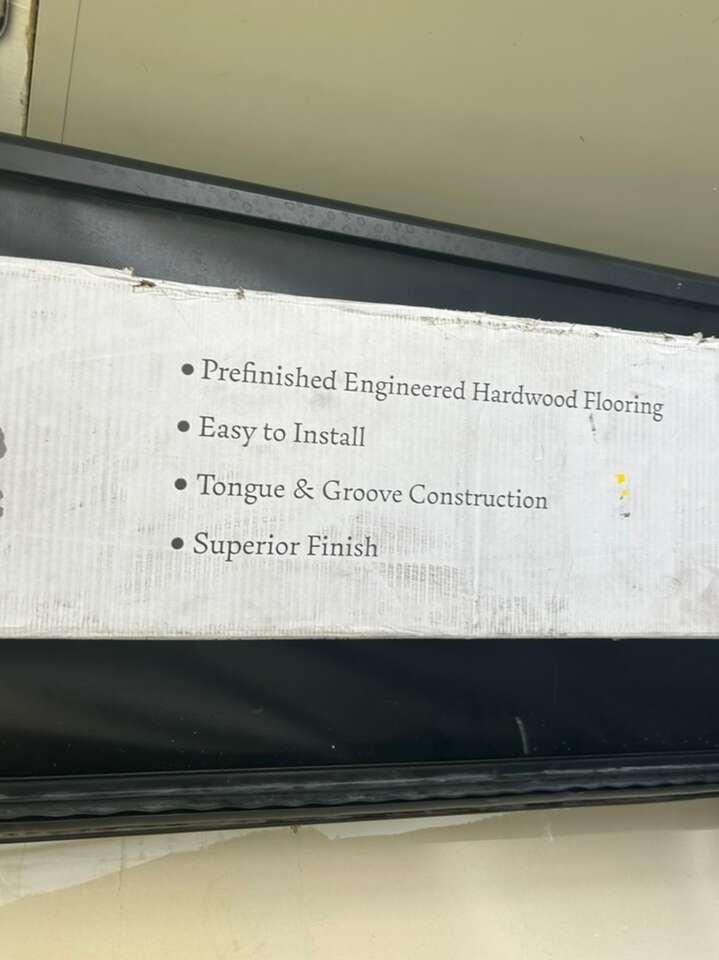 • Prefinished Engineered Hardwood Flooring
• Easy to Install
• Tongue & Groove Construction
• Superior Finish